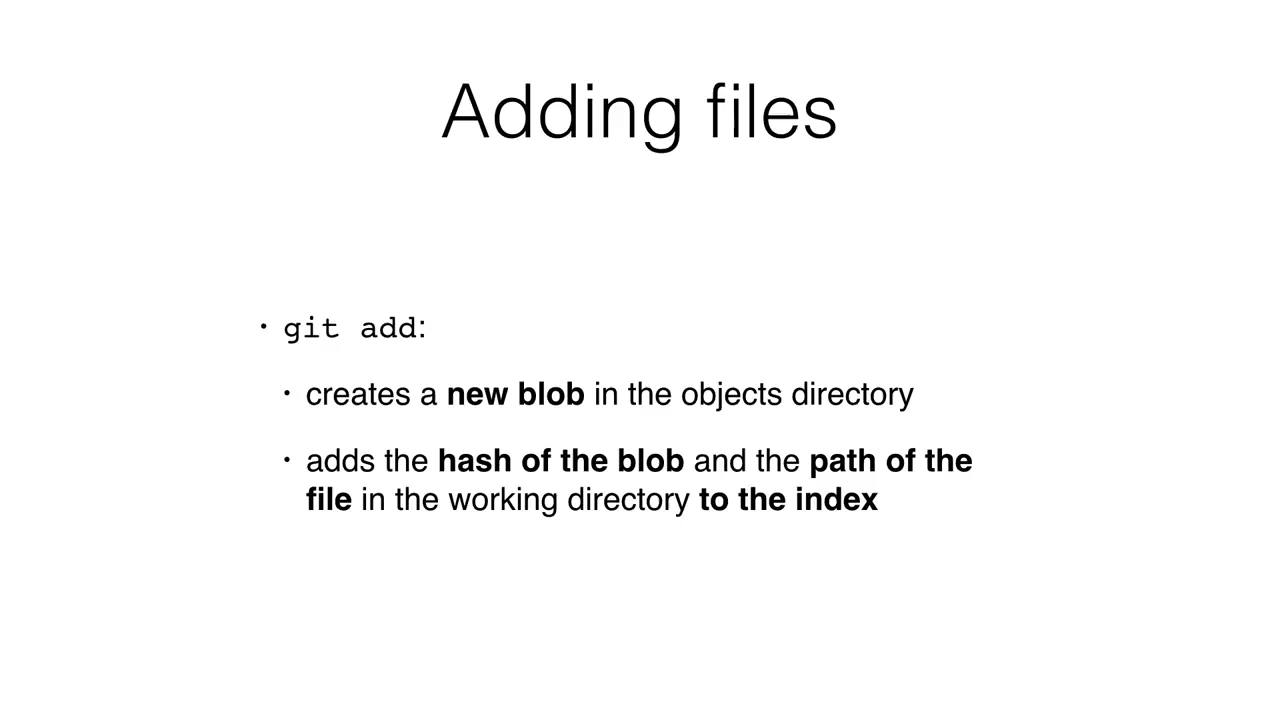 Adding files
• git add:
• creates a new blob in the objects directory
• adds the hash of the blob and the path of the
file in the working directory to the index